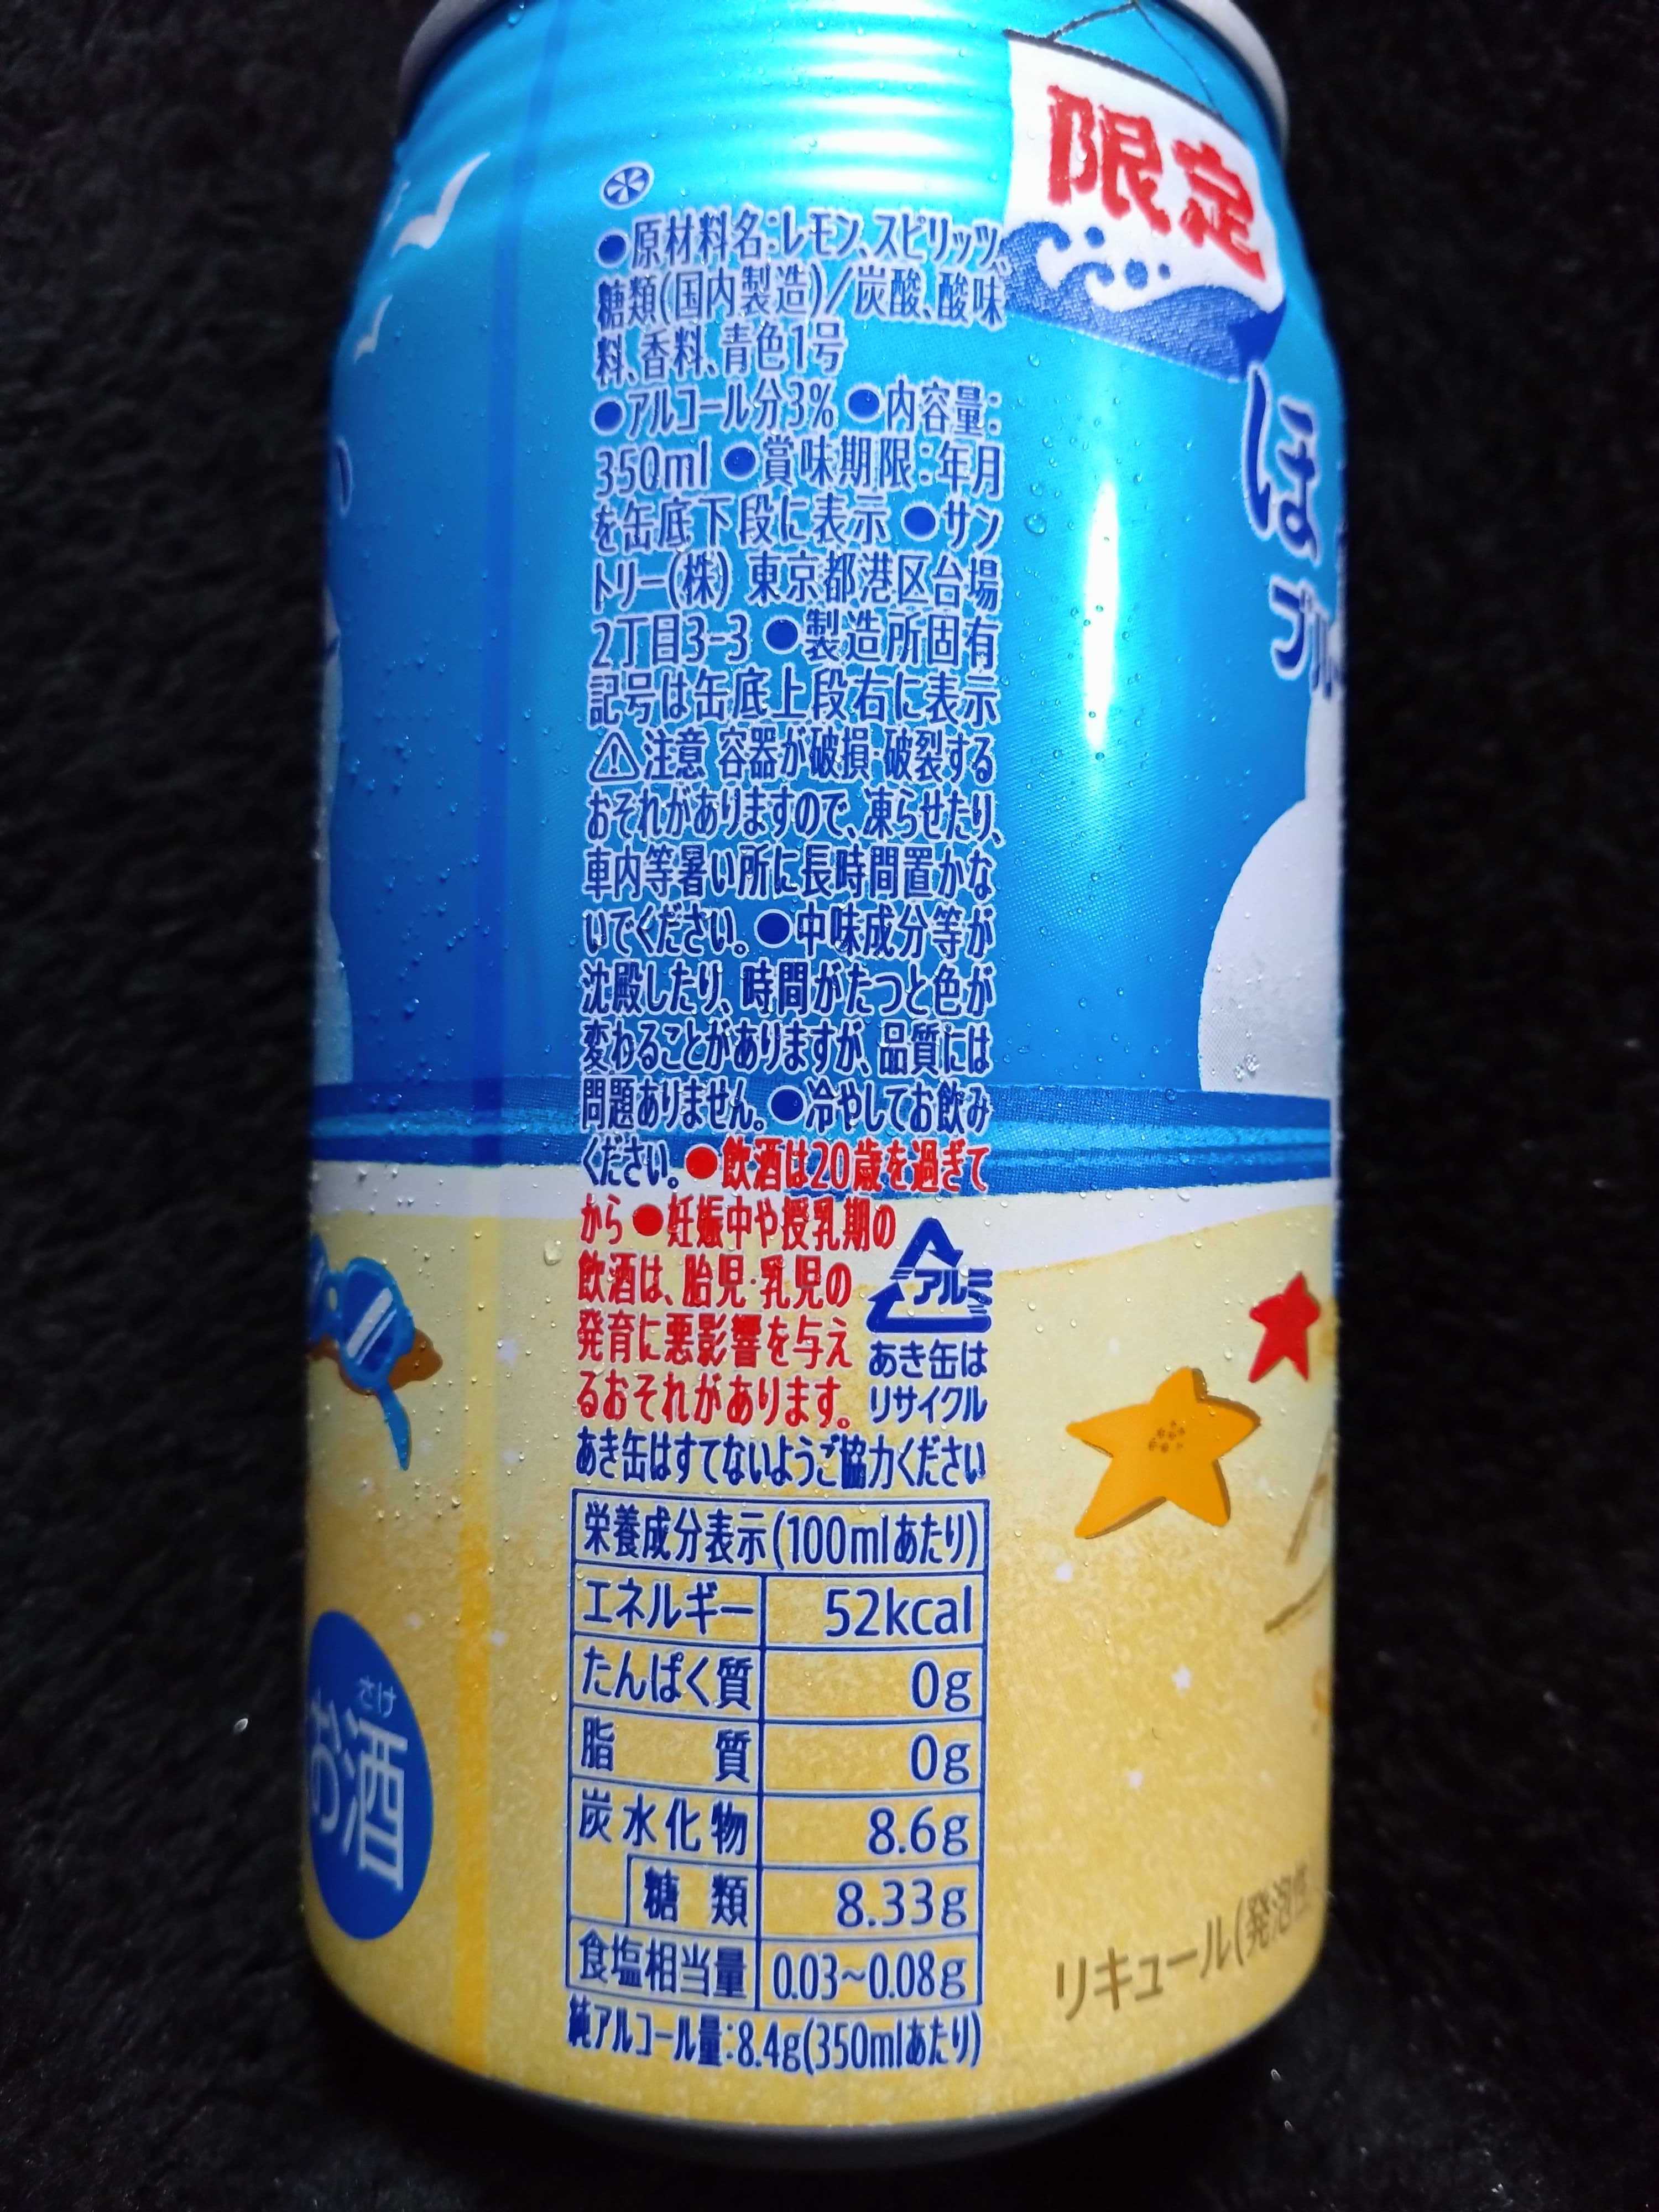 限定
ほ
ブル
●原材料名:レモン、スピリッツ、
糖類(国内製造)/炭酸、酸味
料、香料、青色1号
●アルコール分3% ●内容量:
350ml ●賞味期限:年月
を缶底下段に表示 ●サン
トリー(株) 東京都港区台場
2丁目3-3 ●製造所固有
記号は缶底上段右に表示
⚠注意 容器が破損・破裂する
おそれがありますので、凍らせたり、
車内等暑い所に長時間置かな
いでください。●中味成分等が
沈殿したり、時間がたつと色が
変わることがありますが、品質には
問題ありません。●冷やしてお飲み
ください。●飲酒は20歳を過ぎて
から ●妊娠中や授乳期の
飲酒は、胎児・乳児の
発育に悪影響を与え
るおそれがあります。
アルミ
あき缶は
リサイクル
あき缶はすてないようご協力ください
栄養成分表示(100mlあたり)
エネルギー 52kcal
たんぱく質 0g
脂質 0g
炭水化物 8.6g
糖類 8.33g
食塩相当量 0.03~0.08g
純アルコール量:8.4g(350mlあたり)
さけ
お酒
リキュール(発泡性